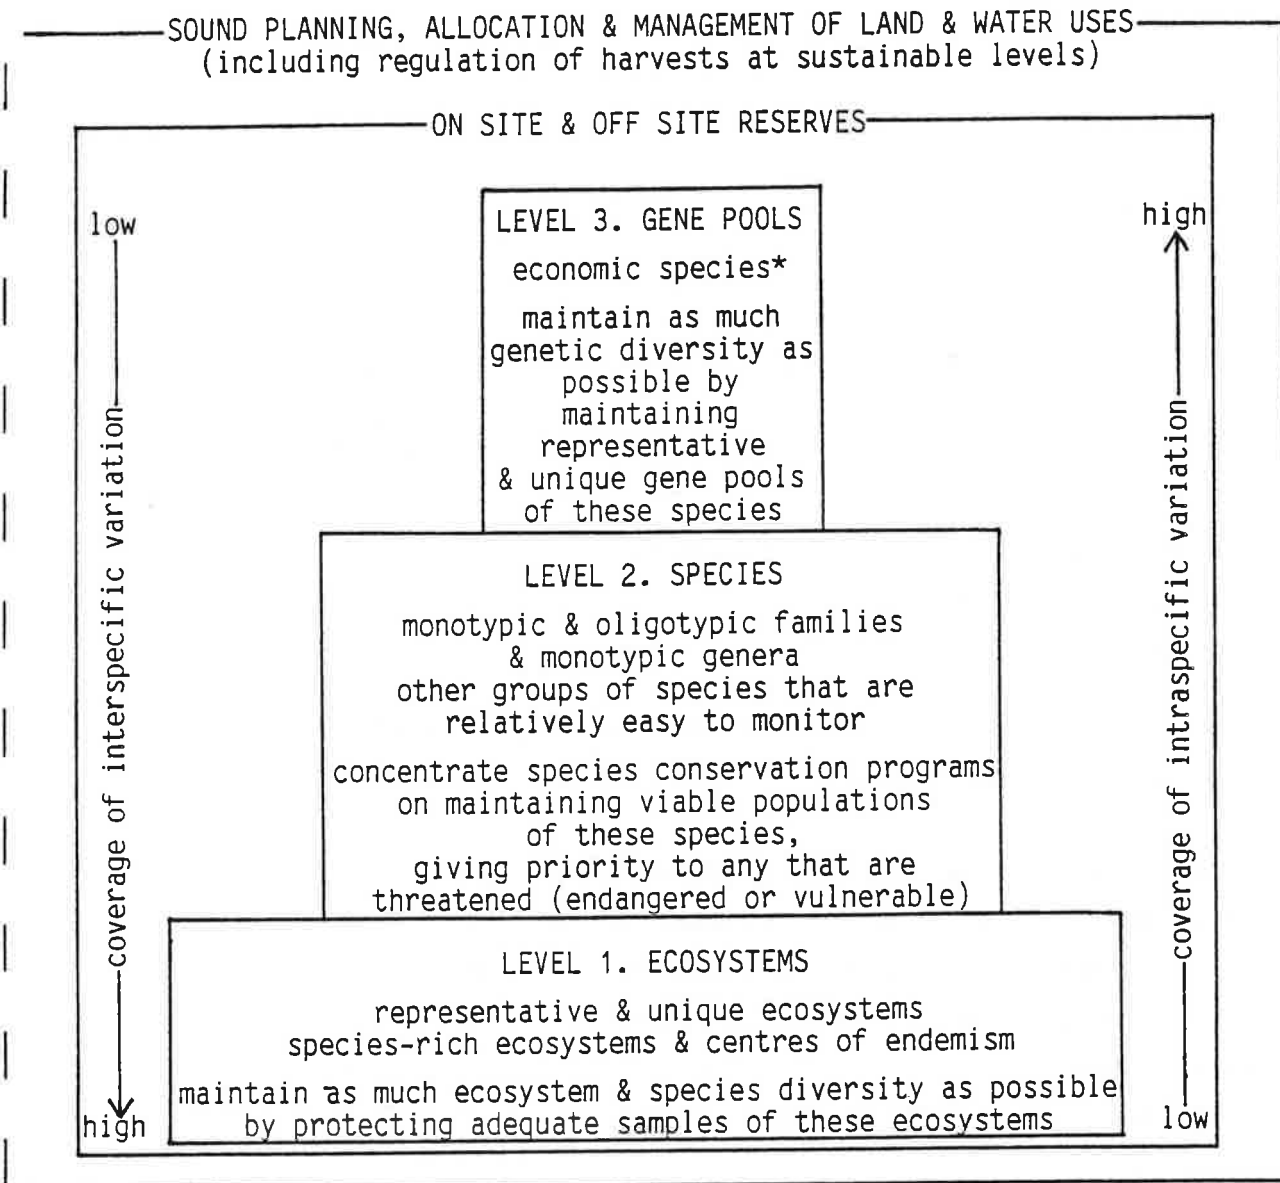 SOUND PLANNING, ALLOCATION & MANAGEMENT OF LAND & WATER USES
(including regulation of harvests at sustainable levels)
ON SITE & OFF SITE RESERVES
low
high
LEVEL 3. GENE POOLS
economic species*
maintain as much
genetic diversity as
possible by
maintaining
representative
& unique gene pools
of these species
coverage of interspecific variation
coverage of intraspecific variation
LEVEL 2. SPECIES
monotypic & oligotypic families
& monotypic genera
other groups of species that are
relatively easy to monitor
concentrate species conservation programs
on maintaining viable populations
of these species,
giving priority to any that are
threatened (endangered or vulnerable)
LEVEL 1. ECOSYSTEMS
representative & unique ecosystems
species-rich ecosystems & centres of endemism
maintain as much ecosystem & species diversity as possible
by protecting adequate samples of these ecosystems
high
low